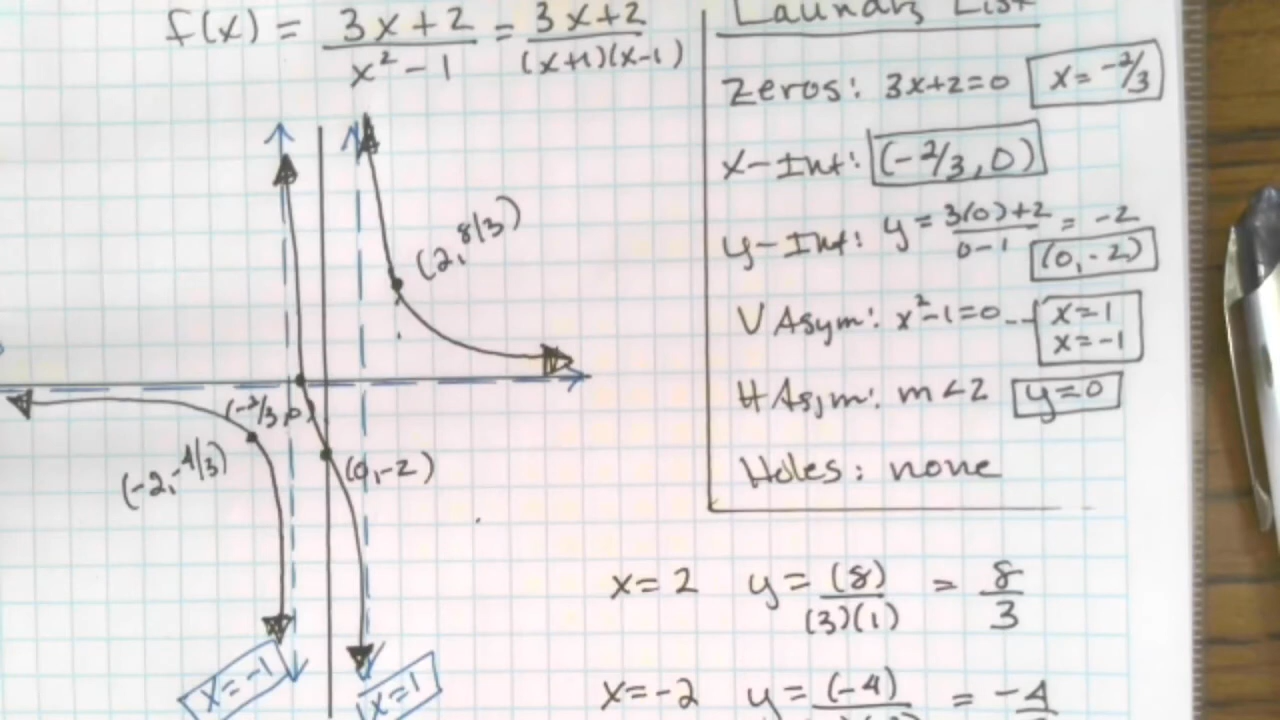 f(x) = 3x+2 / x² - 1 = 3x+2 / (x+1)(x-1)
Laundry List
Zeros: 3x+2=0 x = -2/3
X-Int: (-2/3, 0)
y-Int: y = 3(0)+2 / 0-1 = -2
(0, -2)
V Asym: x²-1=0 -- x=1
x=-1
H Asym: m < 2 y=0
Holes: none
(2, 8/3)
(-2/3, 0)
(-2, -4/3)
(0, -2)
x = -1
x = 1
x = 2 y = (8) / (3)(1) = 8/3
x = -2 y = (-4) = -4